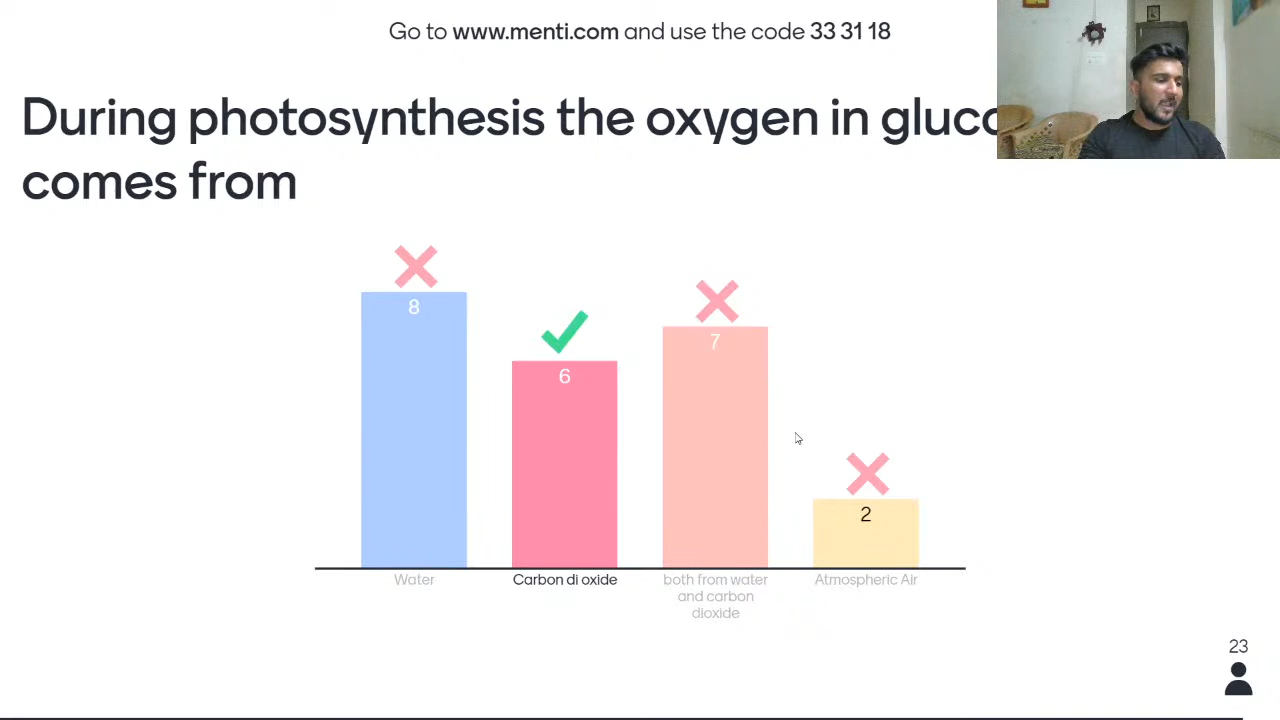 Go to www.menti.com and use the code 33 31 18
During photosynthesis the oxygen in
comes from
8
6
7
2
Water
Carbon di oxide
both from water
and carbon
dioxide
Atmospheric Air
23